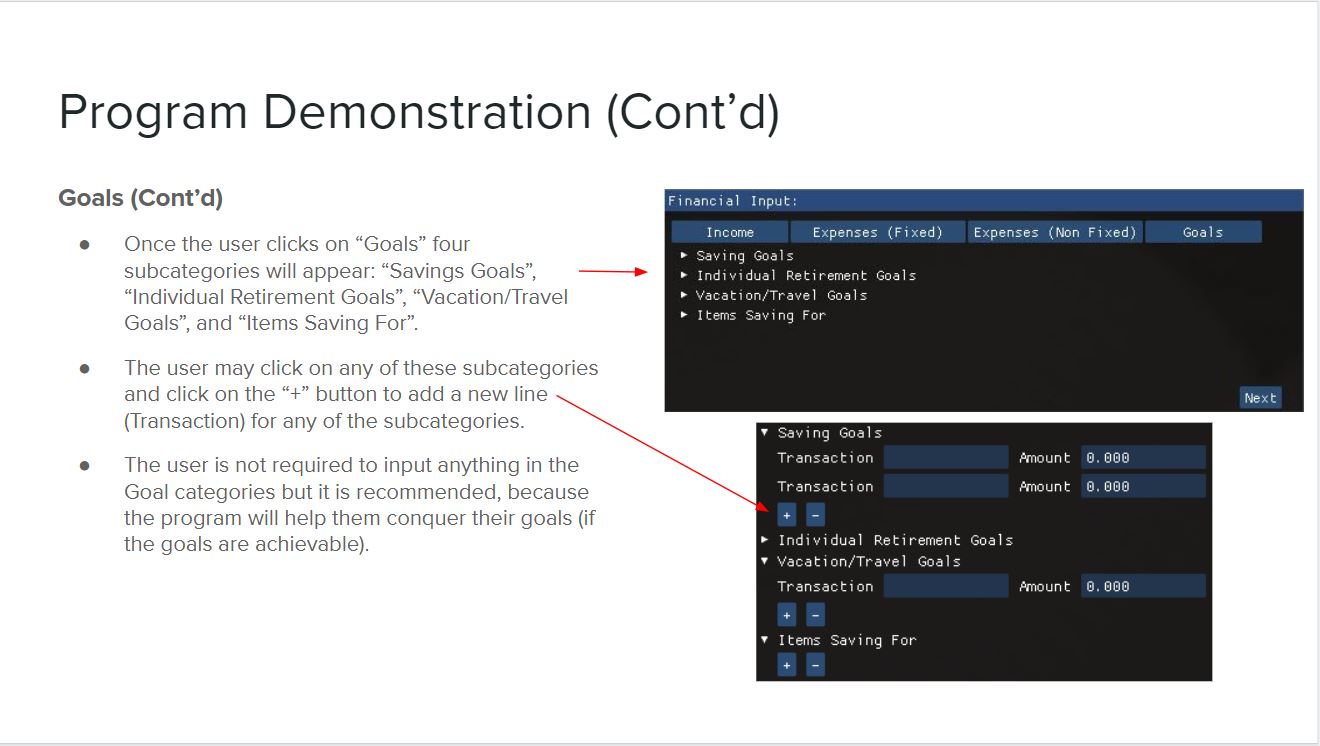 Program Demonstration (Cont’d)
Goals (Cont’d)
● Once the user clicks on “Goals” four
subcategories will appear: “Savings Goals”,
“Individual Retirement Goals”, “Vacation/Travel
Goals”, and “Items Saving For”.
● The user may click on any of these subcategories
and click on the “+” button to add a new line
(Transaction) for any of the subcategories.
● The user is not required to input anything in the
Goal categories but it is recommended, because
the program will help them conquer their goals (if
the goals are achievable).
Financial Input:
Income Expenses (Fixed) Expenses (Non Fixed) Goals
Saving Goals
Individual Retirement Goals
Vacation/Travel Goals
Items Saving For
Next
Saving Goals
Transaction Amount 0.000
Transaction Amount 0.000
+ -
Individual Retirement Goals
Vacation/Travel Goals
Transaction Amount 0.000
+ -
Items Saving For
+ -